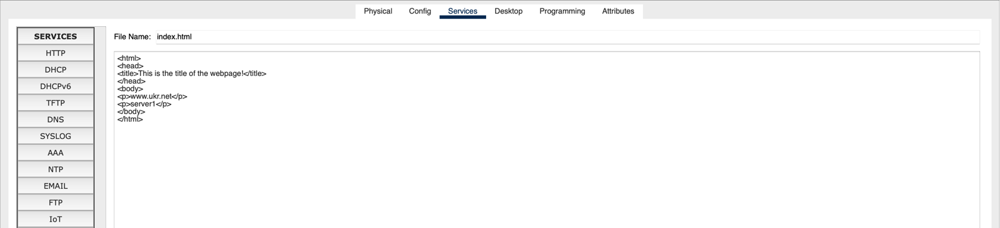 Physical Config Services Desktop Programming Attributes
SERVICES
HTTP
DHCP
DHCPv6
TFTP
DNS
SYSLOG
AAA
NTP
EMAIL
FTP
IoT
File Name: index.html
<html>
<head>
<title>This is the title of the webpage!</title>
</head>
<body>
<p>www.ukr.net</p>
<p>server1</p>
</body>
</html>